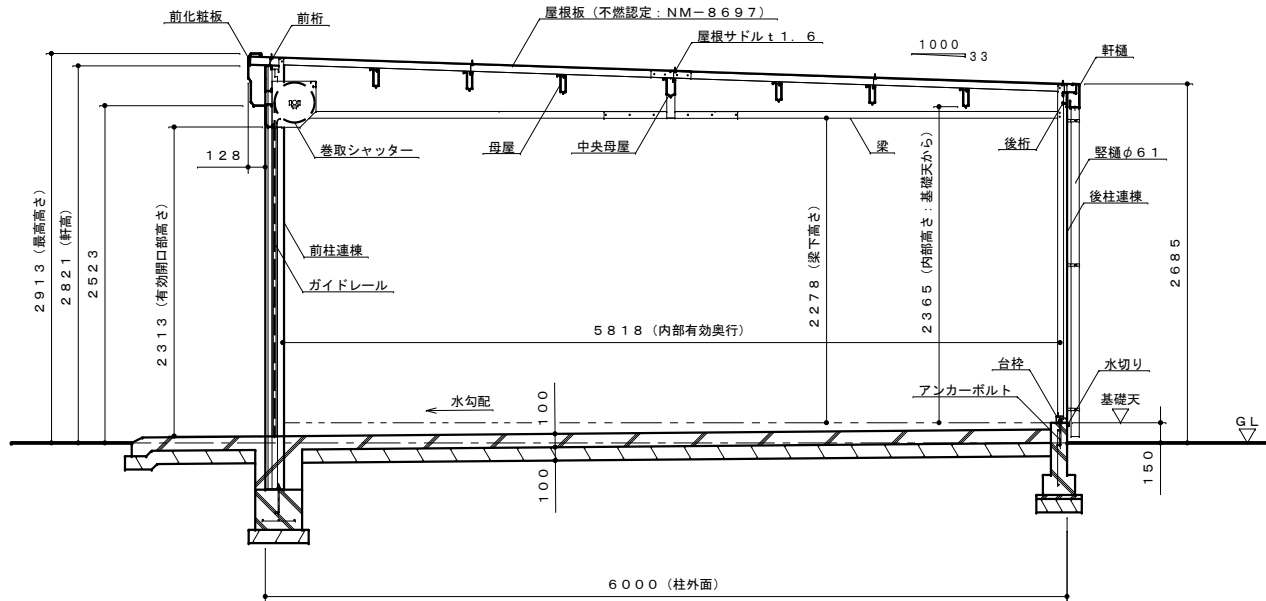 屋根板（不燃認定：ＮＭ－８６９７）
前化粧板
前桁
屋根サドルｔ１．６
１０００
３３
軒樋
巻取シャッター
母屋
中央母屋
梁
後桁
竪樋φ６１
後柱連棟
１２８
２９１３（最高高さ）
２８２１（軒高）
２５２３
２３１３（有効開口部高さ）
前柱連棟
ガイドレール
２２７８（梁下高さ）
２３６５（内部高さ：基礎天から）
２６８５
５８１８（内部有効奥行）
台枠
水切り
アンカーボルト
基礎天
水勾配
１００
１００
ＧＬ
１５０
６０００（柱外面）